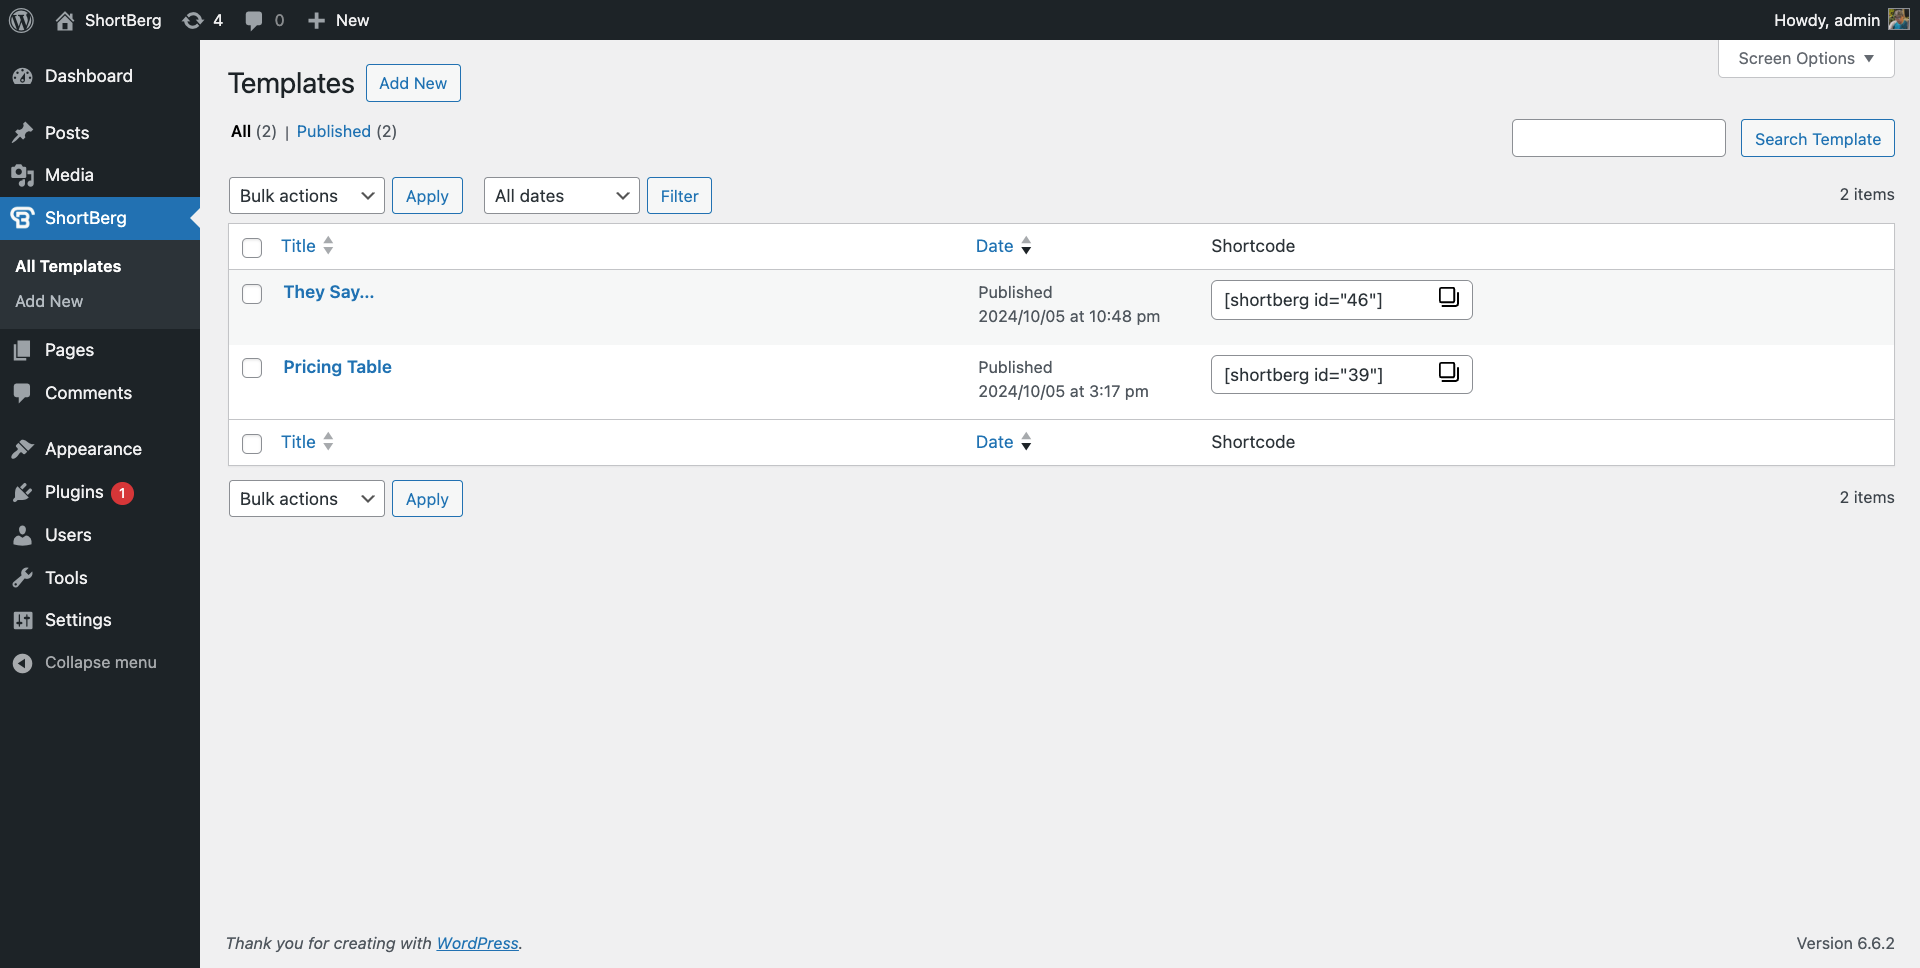 ShortBerg 4 0 New Howdy, admin
Dashboard
Posts
Media
ShortBerg
All Templates
Add New
Pages
Comments
Appearance
Plugins 1
Users
Tools
Settings
Collapse menu
Screen Options
Templates Add New
All (2) | Published (2)
Search Template
Bulk actions Apply All dates Filter 2 items
Title Date Shortcode
They Say... Published [shortberg id="46"]
2024/10/05 at 10:48 pm
Pricing Table Published [shortberg id="39"]
2024/10/05 at 3:17 pm
Title Date Shortcode
Bulk actions Apply 2 items
Thank you for creating with WordPress. Version 6.6.2